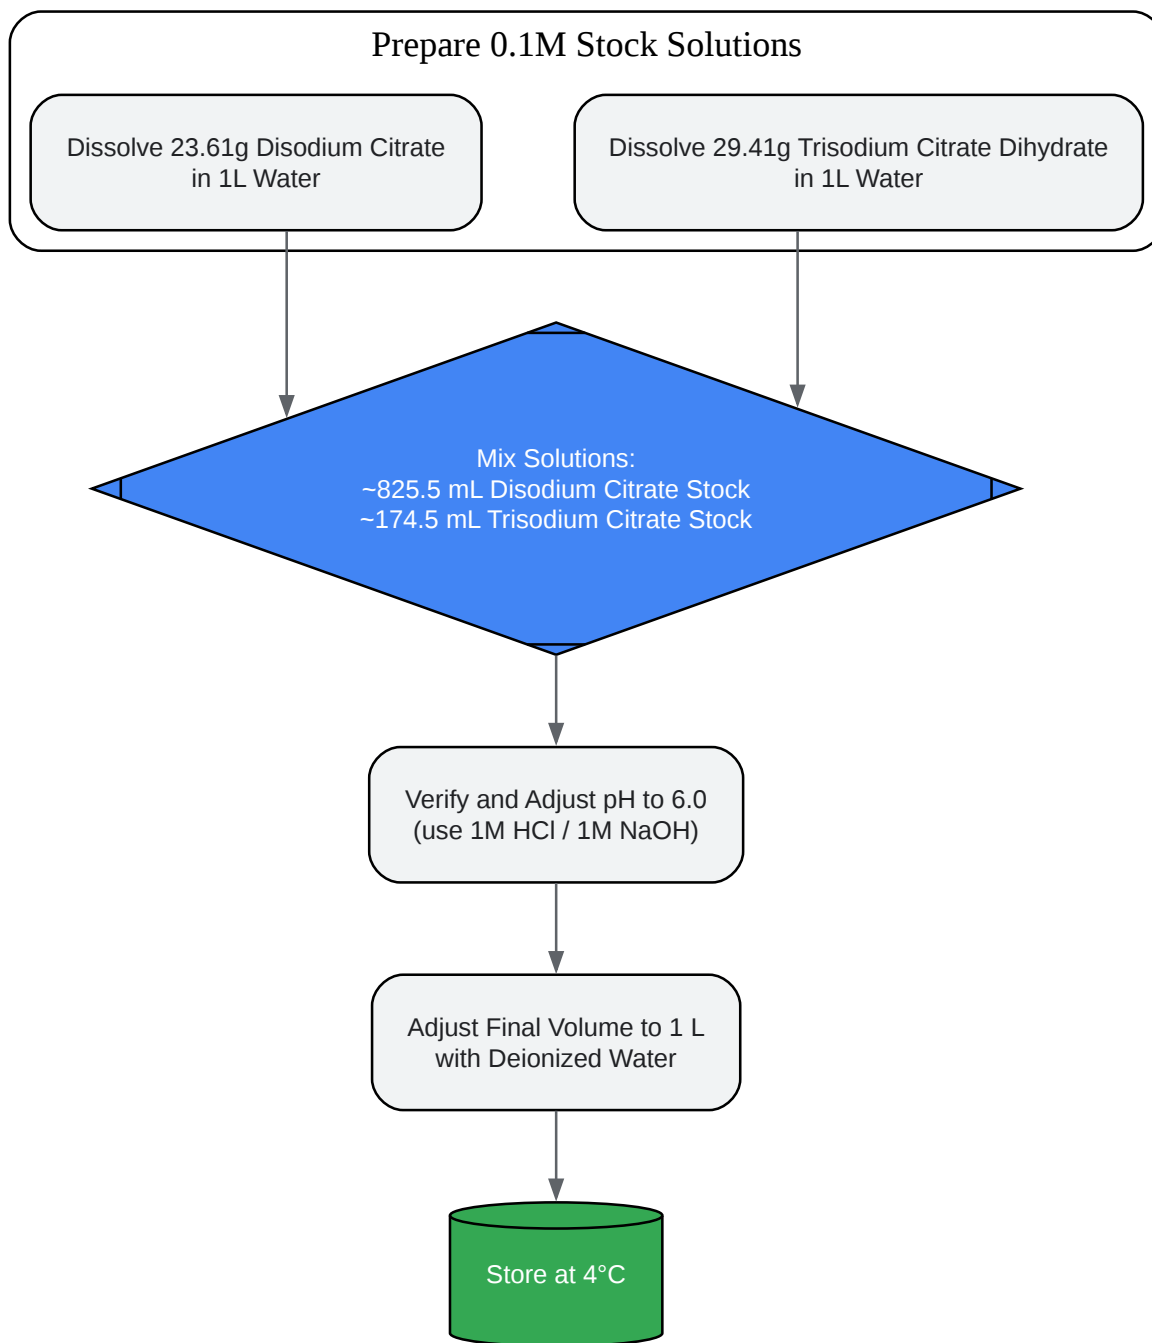 Prepare 0.1M Stock Solutions
Dissolve 23.61g Disodium Citrate
in 1L Water
Dissolve 29.41g Trisodium Citrate Dihydrate
in 1L Water
Mix Solutions:
~825.5 mL Disodium Citrate Stock
~174.5 mL Trisodium Citrate Stock
Verify and Adjust pH to 6.0
(use 1M HCl / 1M NaOH)
Adjust Final Volume to 1 L
with Deionized Water
Store at 4°C